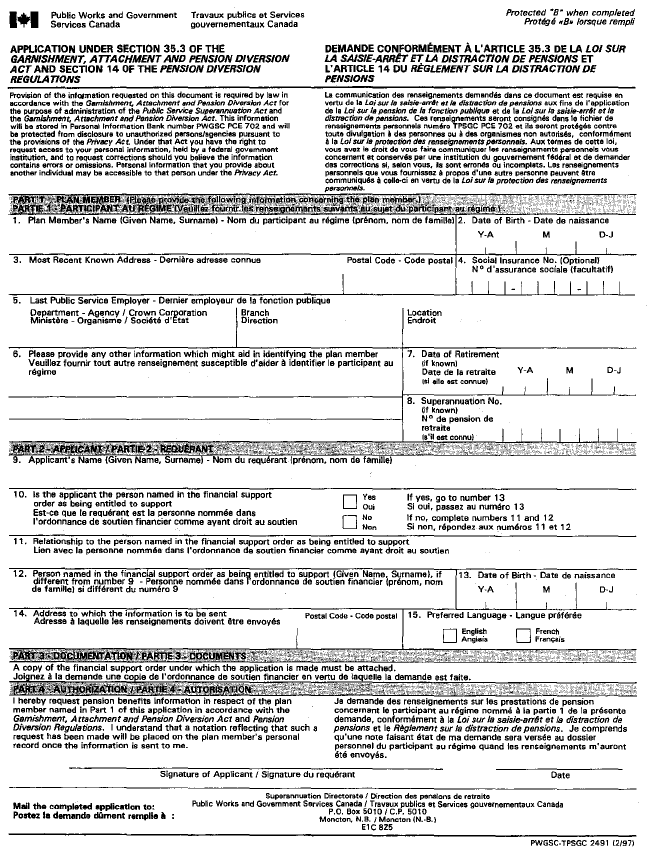 Public Works and Government
Services Canada
Travaux publics et Services
gouvernementaux Canada
Protected "B" when completed
Protégé «B» lorsque rempli
APPLICATION UNDER SECTION 35.3 OF THE
GARNISHMENT, ATTACHMENT AND PENSION DIVERSION
ACT AND SECTION 14 OF THE PENSION DIVERSION
REGULATIONS
DEMANDE CONFORMÉMENT À L'ARTICLE 35.3 DE LA LOI SUR
LA SAISIE-ARRÊT ET LA DISTRACTION DE PENSIONS ET
L'ARTICLE 14 DU RÈGLEMENT SUR LA DISTRACTION DE
PENSIONS
Provision of the information requested on this document is required by law in
accordance with the Garnishment, Attachment and Pension Diversion Act for
the purpose of administration of the Public Service Superannuation Act and
the Garnishment, Attachment and Pension Diversion Act. This information
will be stored in Personal Information Bank number PWGSC PCE 702 and will
be protected from disclosure to unauthorized persons/agencies pursuant to
the provisions of the Privacy Act. Under that Act you have the right to
request access to your personal information, held by a federal government
institution, and to request corrections should you believe the information
contains errors or omissions. Personal information that you provide about
another individual may be accessible to that person under the Privacy Act.
La communication des renseignements demandés dans ce document est requise en
vertu de la Loi sur la saisie-arrêt et la distraction de pensions aux fins de l'application
de la Loi sur la pension de la fonction publique et de la Loi sur la saisie-arrêt et la
distraction de pensions. Ces renseignements seront consignés dans le fichier de
renseignements personnels numéro TPSGC PCE 702 et ils seront protégés contre
toute divulgation à des personnes ou à des organismes non autorisés, conformément
à la Loi sur la protection des renseignements personnels. Aux termes de cette loi,
vous avez le droit de voir faire les renseignements personnels vous
concernant et conservés par une institution du gouvernement fédéral et de demander
des corrections si, selon vous, ils sont erronés ou incomplets. Les renseignements
personnels que vous fournissez à propos d'une autre personne peuvent être
communiqués à celle-ci en vertu de la Loi sur la protection des renseignements
personnels.
PART 1 - PLAN MEMBER (Please provide the following information concerning the plan member.)
PARTIE 1 - PARTICIPANT AU RÉGIME (Veuillez fournir les renseignements suivants au sujet du participant au régime.)
1. Plan Member's Name (Given Name, Surname) - Nom du participant au régime (prénom, nom de famille)
2. Date of Birth - Date de naissance
Y-A M D-J
3. Most Recent Known Address - Dernière adresse connue
Postal Code - Code postal
4. Social Insurance No. (Optional)
N° d'assurance sociale (facultatif)
5. Last Public Service Employer - Dernier employeur de la fonction publique
Department - Agency / Crown Corporation
Ministère - Organisme / Société d'État
Branch
Direction
Location
Endroit
6. Please provide any other information which might aid in identifying the plan member
Veuillez fournir tout autre renseignement susceptible d'aider à identifier le participant au
régime
7. Date of Retirement
(if known)
Date de la retraite
(si elle est connue)
Y-A M D-J
8. Superannuation No.
(if known)
N° de pension de
retraite
(s'il est connu)
PART 2 - APPLICANT / PARTIE 2 - REQUÉRANT
9. Applicant's Name (Given Name, Surname) - Nom du requérant (prénom, nom de famille)
10. Is the applicant the person named in the financial support
order as being entitled to support
Est-ce que le requérant est la personne nommée dans
l'ordonnance de soutien financier comme ayant droit au soutien
Yes
Oui
No
Non
If yes, go to number 13
Si oui, passez au numéro 13
If no, complete numbers 11 and 12
Si non, répondez aux numéros 11 et 12
11. Relationship to the person named in the financial support order as being entitled to support
Lien avec la personne nommée dans l'ordonnance de soutien financier comme ayant droit au soutien
12. Person named in the financial support order as being entitled to support (Given Name, Surname), if
different from number 9 - Personne nommée dans l'ordonnance de soutien financier (prénom, nom
de famille) si différent du numéro 9
13. Date of Birth - Date de naissance
Y-A M D-J
14. Address to which the information is to be sent
Adresse à laquelle les renseignements doivent être envoyés
Postal Code - Code postal
15. Preferred Language - Langue préférée
English
Anglais
French
Français
PART 3 - DOCUMENTATION / PARTIE 3 - DOCUMENTS
A copy of the financial support order under which the application is made must be attached.
Joignez à la demande une copie de l'ordonnance de soutien financier en vertu de laquelle la demande est faite.
PART 4 - AUTHORIZATION / PARTIE 4 - AUTORISATION
I hereby request pension benefits information in respect of the plan
member named in Part 1 of this application in accordance with the
Garnishment, Attachment and Pension Diversion Act and Pension
Diversion Regulations. I understand that a notation reflecting that such a
request has been made will be placed on the plan member's personal
record once the information is sent to me.
Je demande des renseignements sur les prestations de pension
concernant le participant au régime nommé à la partie 1 de la présente
demande, conformément à la Loi sur la saisie-arrêt et la distraction de
pensions et le Règlement sur la distraction de pensions. Je comprends
qu'une note faisant état de ma demande sera versée au dossier
personnel du participant au régime quand les renseignements m'auront
été envoyés.
Signature of Applicant / Signature du requérant
Date
Mail the completed application to:
Postez la demande dûment remplie à :
Superannuation Directorate / Direction des pensions de retraite
Public Works and Government Services Canada / Travaux publics et Services gouvernementaux Canada
P.O. Box 5010 / C.P. 5010
Moncton, N.B. / Moncton (N.-B.)
E1C 8Z5
PWGSC-TPSGC 2491 (2/97)